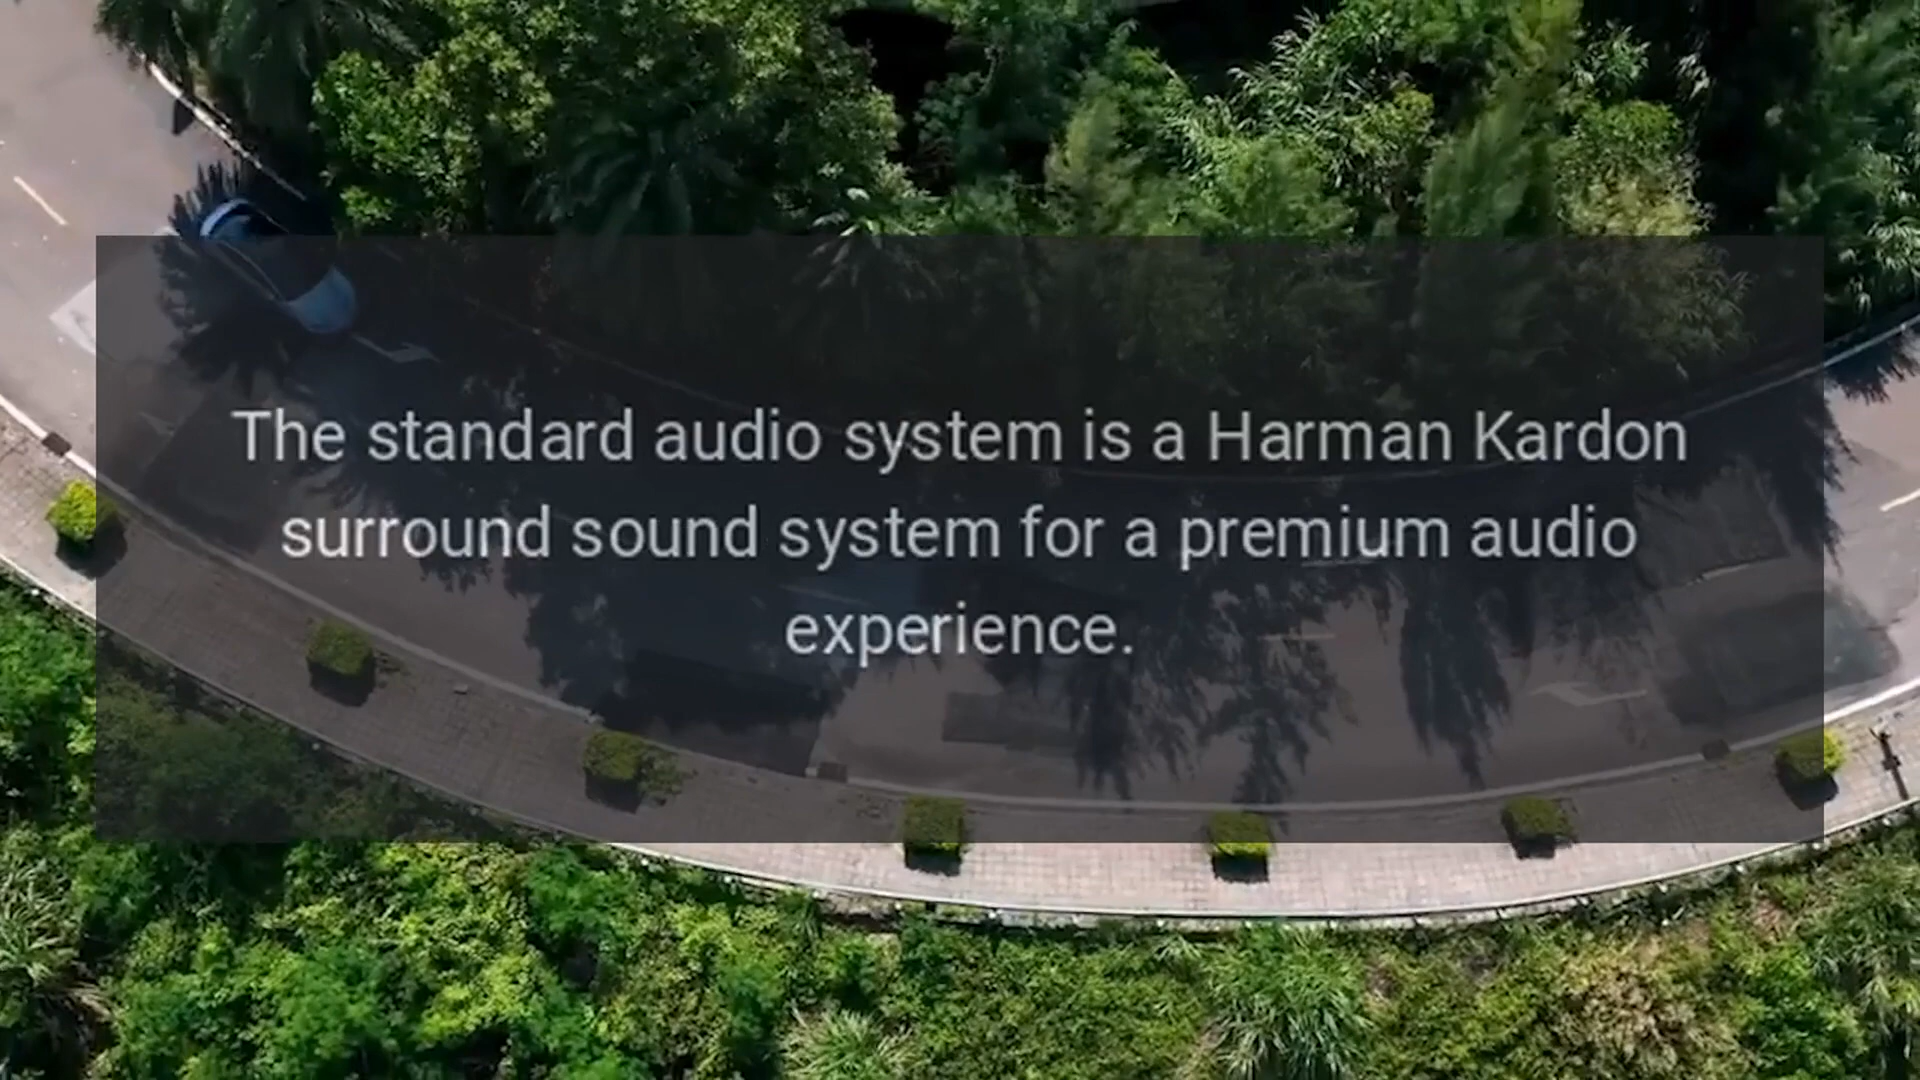 The standard audio system is a Harman Kardon
surround sound system for a premium audio
experience.